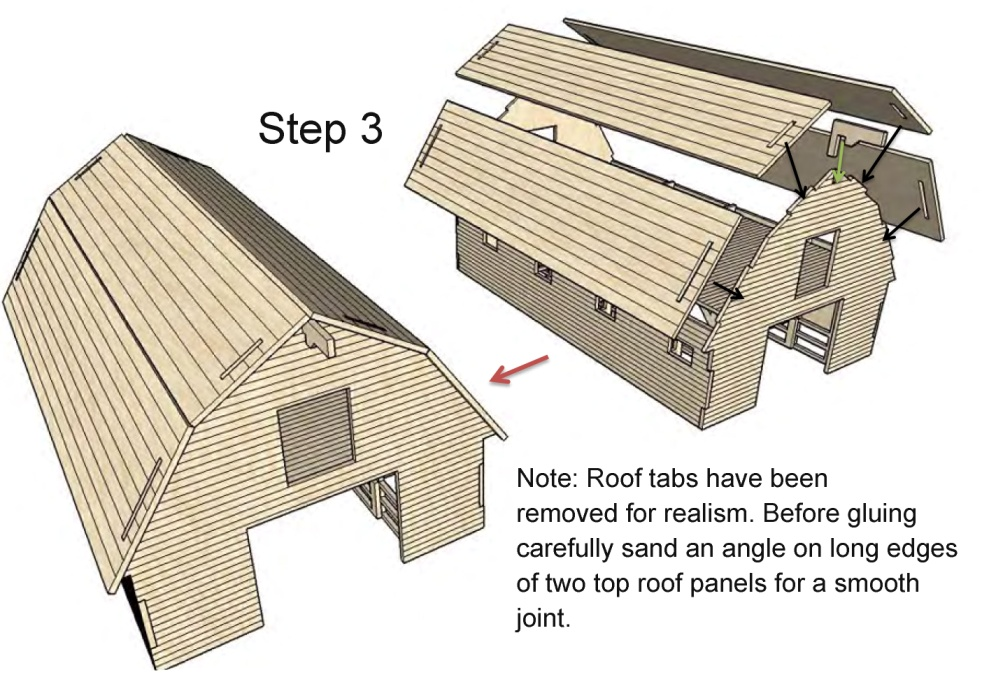 Step 3
Note: Roof tabs have been
removed for realism. Before gluing
carefully sand an angle on long edges
of two top roof panels for a smooth
joint.